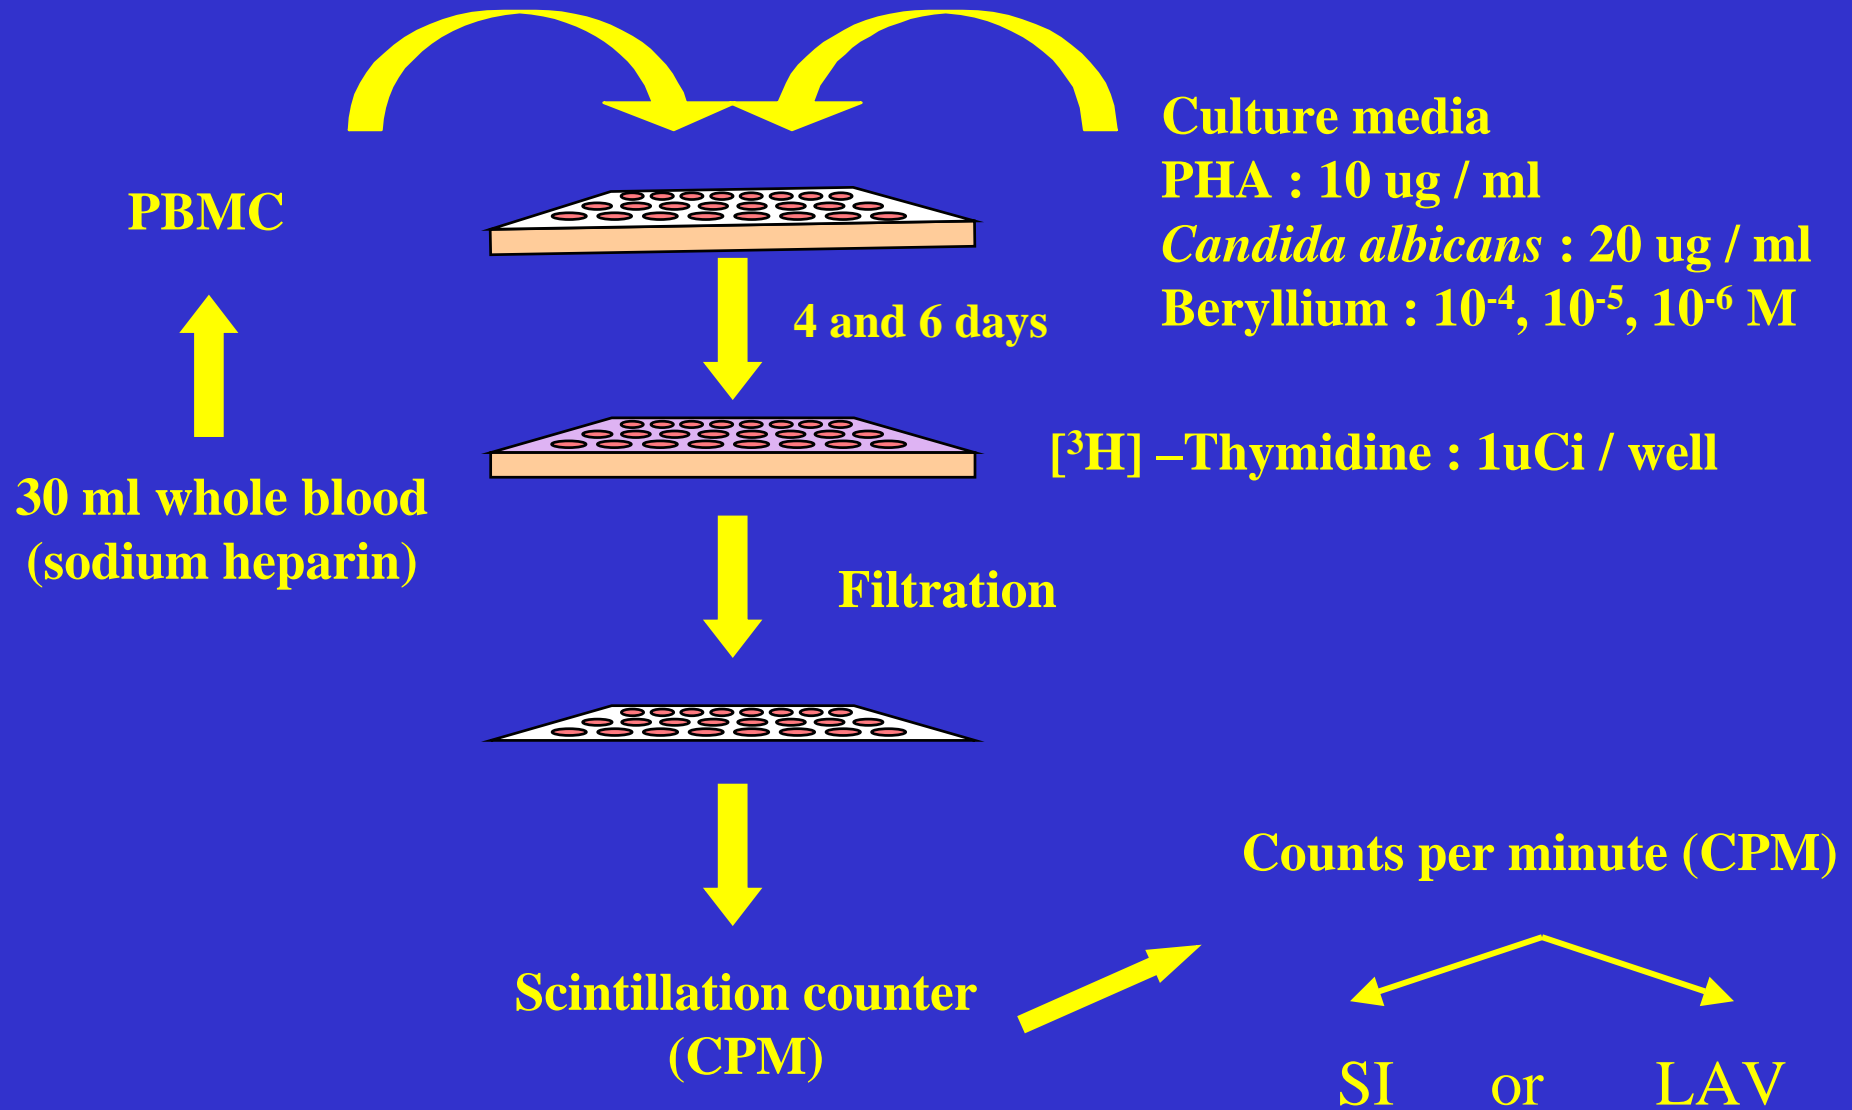 Culture media
PHA : 10 ug / ml
Candida albicans : 20 ug / ml
Beryllium : 10⁻⁴, 10⁻⁵, 10⁻⁶ M
PBMC
4 and 6 days
[³H] –Thymidine : 1uCi / well
30 ml whole blood
(sodium heparin)
Filtration
Counts per minute (CPM)
Scintillation counter
(CPM)
SI or LAV